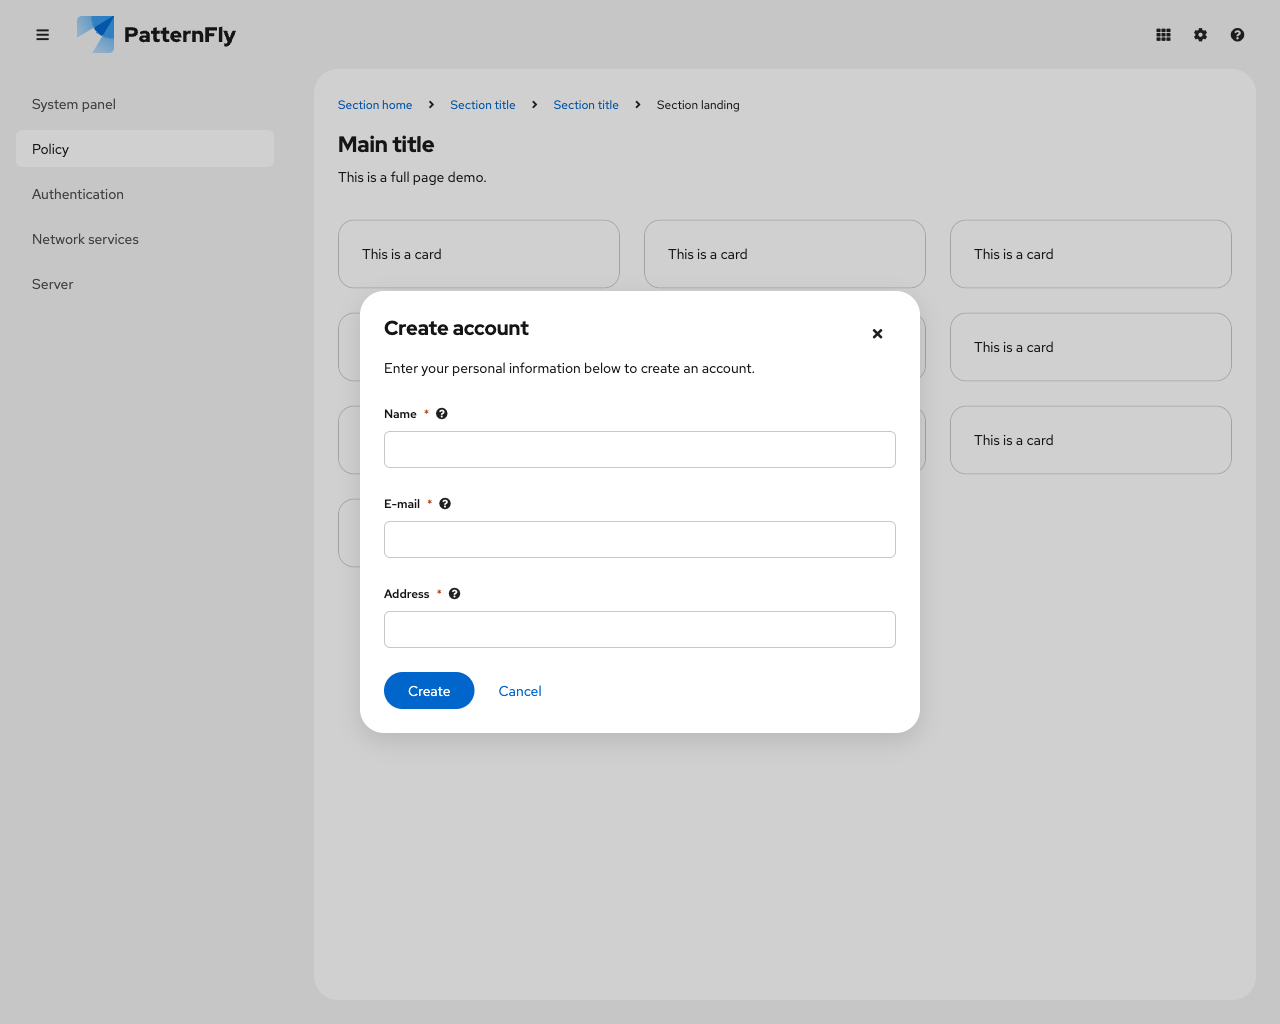 PatternFly
System panel
Policy
Authentication
Network services
Server
Section home Section title Section title Section landing
Main title
This is a full page demo.
This is a card This is a card This is a card
This is a card
This is a card
Create account
Enter your personal information below to create an account.
Name *
E-mail *
Address *
Create Cancel